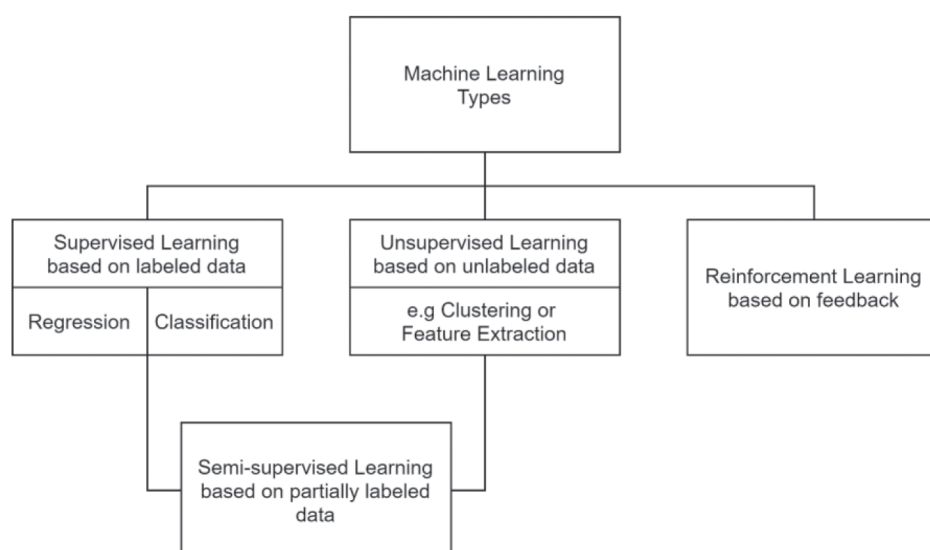 Machine Learning
Types
Supervised Learning
based on labeled data
Regression
Classification
Unsupervised Learning
based on unlabeled data
e.g Clustering or
Feature Extraction
Reinforcement Learning
based on feedback
Semi-supervised Learning
based on partially labeled
data